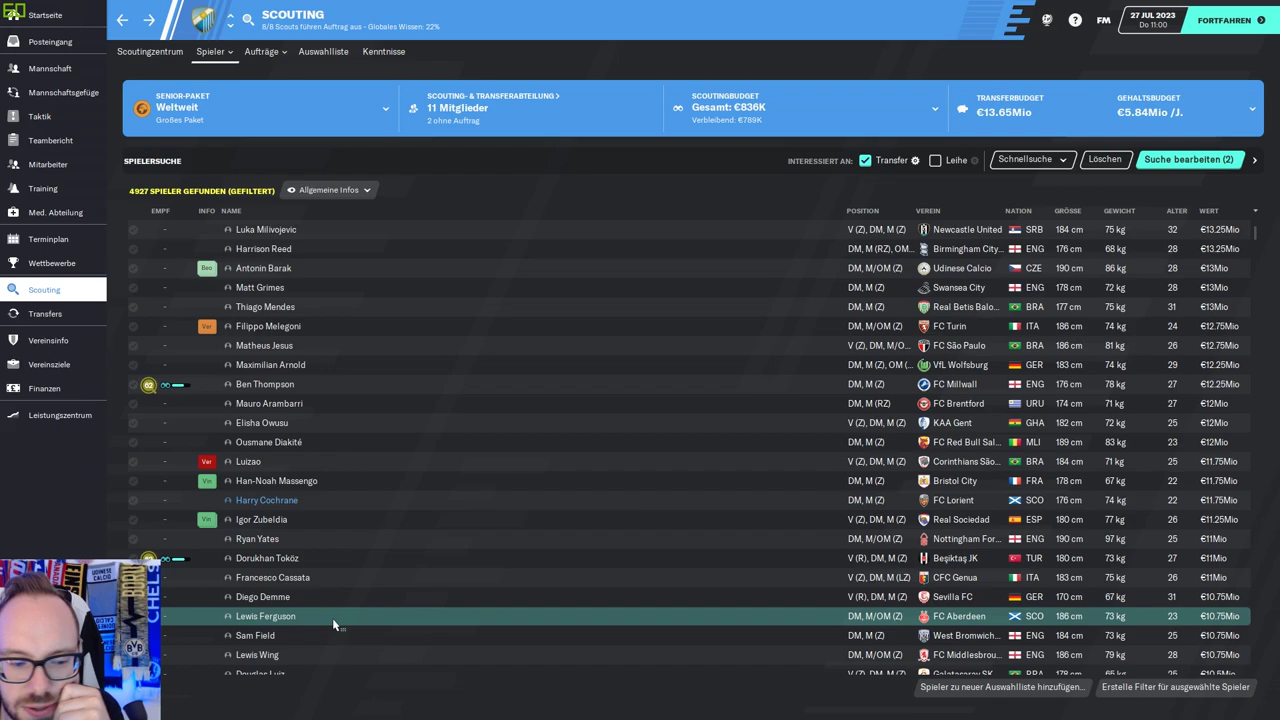 60
Startseite
Posteingang
Mannschaft
Mannschaftsgefüge
Taktik
Teambericht
Mitarbeiter
Training
Med. Abteilung
Terminplan
Wettbewerbe
Scouting
Transfers
Vereinsinfo
Vereinsziele
Finanzen
Leistungszentrum
SCOUTING
8/8 Scouts führen Auftrag aus - Globales Wissen: 22%
FM
27 JUL 2023
Do 11:00
FORTFAHREN
Scoutingzentrum Spieler Aufträge Auswahlliste Kenntnisse
SENIOR-PAKET
Weltweit
Großes Paket
SCOUTING- & TRANSFERABTEILUNG >
11 Mitglieder
2 ohne Auftrag
SCOUTINGBUDGET
Gesamt: €836K
Verbleibend: €789K
TRANSFERBUDGET
€13.65Mio
GEHALTSBUDGET
€5.84Mio /J.
SPIELERSUCHE
INTERESSIERT AN: Transfer Leihe Schnellsuche Löschen Suche bearbeiten (2)
4927 SPIELER GEFUNDEN (GEFILTERT) Allgemeine Infos
EMPF INFO NAME POSITION VEREIN NATION GRÖSSE GEWICHT ALTER WERT
- Luka Milivojevic V (Z), DM, M (Z) Newcastle United SRB 184 cm 75 kg 32 €13.25Mio
- Harrison Reed DM, M (RZ), OM... Birmingham City... ENG 176 cm 68 kg 28 €13.25Mio
- Beo Antonin Barak DM, M/OM (Z) Udinese Calcio CZE 190 cm 86 kg 28 €13Mio
- Matt Grimes DM, M (Z) Swansea City ENG 178 cm 72 kg 28 €13Mio
- Thiago Mendes DM, M (Z) Real Betis Balo... BRA 177 cm 75 kg 31 €13Mio
- Ver Filippo Melegoni DM, M/OM (Z) FC Turin ITA 186 cm 74 kg 24 €12.75Mio
- Matheus Jesus V (Z), DM, M/O... FC São Paulo BRA 186 cm 81 kg 26 €12.75Mio
- Maximilian Arnold DM, M (Z), OM (... VfL Wolfsburg GER 183 cm 74 kg 29 €12.5Mio
62 Ben Thompson DM, M (Z) FC Millwall ENG 176 cm 78 kg 27 €12.25Mio
- Mauro Arambarri DM, M (RZ) FC Brentford URU 174 cm 71 kg 27 €12Mio
- Elisha Owusu DM, M (Z) KAA Gent GHA 182 cm 72 kg 25 €12Mio
- Ousmane Diakité DM, M (Z) FC Red Bull Sal... MLI 189 cm 83 kg 23 €12Mio
- Ver Luizao V (Z), DM, M (Z) Corinthians São... BRA 184 cm 71 kg 24 €11.75Mio
- Vin Han-Noah Massengo DM, M (Z) Bristol City FRA 178 cm 67 kg 22 €11.75Mio
- Harry Cochrane DM, M (Z) FC Lorient SCO 176 cm 74 kg 22 €11.75Mio
- Vin Igor Zubeldia V (Z), DM, M (Z) Real Sociedad ESP 180 cm 77 kg 26 €11.25Mio
- Ryan Yates DM, M/OM (Z) Nottingham For... ENG 190 cm 97 kg 25 €11Mio
Dorukhan Toköz V (R), DM, M (Z) Beşiktaş JK TUR 180 cm 73 kg 27 €11Mio
- Francesco Cassata DM, M (LZ) CFC Genua ITA 183 cm 75 kg 26 €11Mio
- Diego Demme V (R), DM, M (Z) Sevilla FC GER 170 cm 67 kg 31 €10.75Mio
- Lewis Ferguson DM, M/OM (Z) FC Aberdeen SCO 186 cm 73 kg 23 €10.75Mio
- Sam Field DM, M (Z) West Bromwich... ENG 184 cm 73 kg 25 €10.75Mio
- Lewis Wing DM, M/OM (Z) FC Middlesbrou... ENG 186 cm 79 kg 28 €10.75Mio
Spieler zu neuer Auswahlliste hinzufügen... Erstelle Filter für ausgewählte Spieler
UDINESE CALCIO
CHELS
BVB